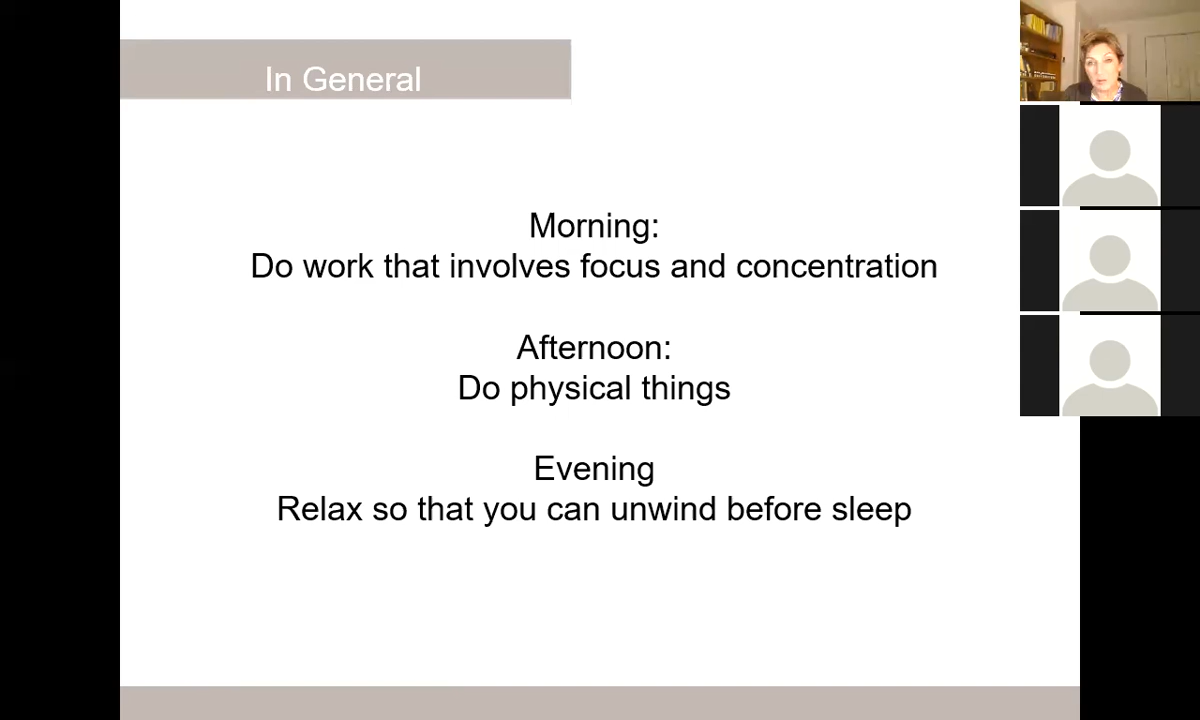 In General
Morning:
Do work that involves focus and concentration
Afternoon:
Do physical things
Evening
Relax so that you can unwind before sleep